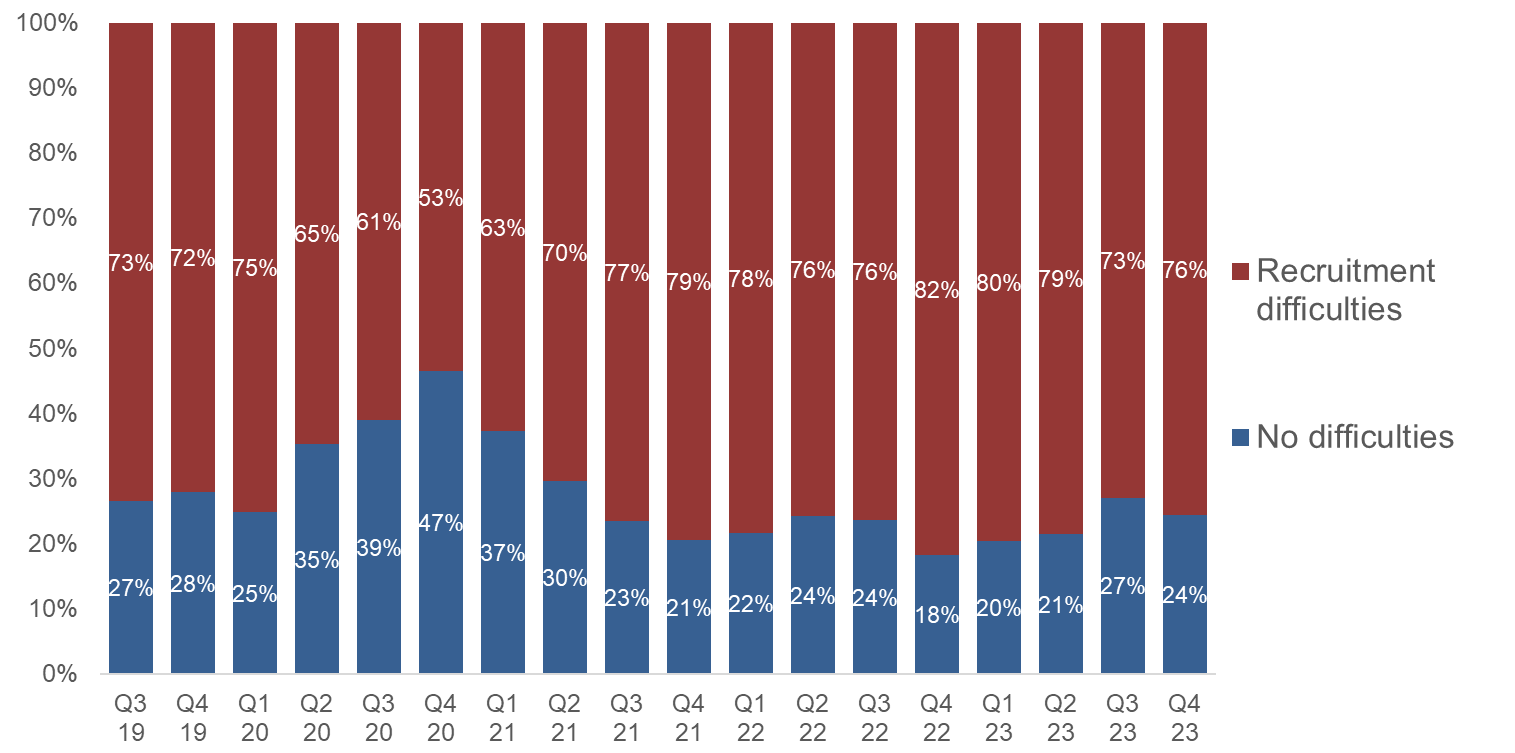 100%
90%
80%
70%
60%
50%
40%
30%
20%
10%
0%
73% 72% 75% 65% 61% 53% 63% 70% 77% 79% 78% 76% 76% 82% 80% 79% 73% 76%
27% 28% 25% 35% 39% 47% 37% 30% 23% 21% 22% 24% 24% 18% 20% 21% 27% 24%
Q3 Q4 Q1 Q2 Q3 Q4 Q1 Q2 Q3 Q4 Q1 Q2 Q3 Q4 Q1 Q2 Q3 Q4
19 19 20 20 20 20 21 21 21 21 22 22 22 22 23 23 23 23
Recruitment
difficulties
No difficulties